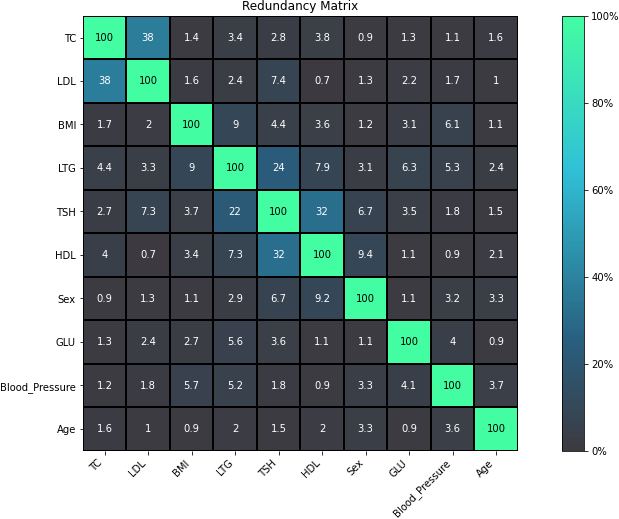 Redundancy Matrix
TC 100 38 1.4 3.4 2.8 3.8 0.9 1.3 1.1 1.6
LDL 38 100 1.6 2.4 7.4 0.7 1.3 2.2 1.7 1
BMI 1.7 2 100 9 4.4 3.6 1.2 3.1 6.1 1.1
LTG 4.4 3.3 9 100 24 7.9 3.1 6.3 5.3 2.4
TSH 2.7 7.3 3.7 22 100 32 6.7 3.5 1.8 1.5
HDL 4 0.7 3.4 7.3 32 100 9.4 1.1 0.9 2.1
Sex 0.9 1.3 1.1 2.9 6.7 9.2 100 1.1 3.2 3.3
GLU 1.3 2.4 2.7 5.6 3.6 1.1 1.1 100 4 0.9
Blood_Pressure 1.2 1.8 5.7 5.2 1.8 0.9 3.3 4.1 100 3.7
Age 1.6 1 0.9 2 1.5 2 3.3 0.9 3.6 100
TC LDL BMI LTG TSH HDL Sex GLU Blood_Pressure Age
100%
80%
60%
40%
20%
0%